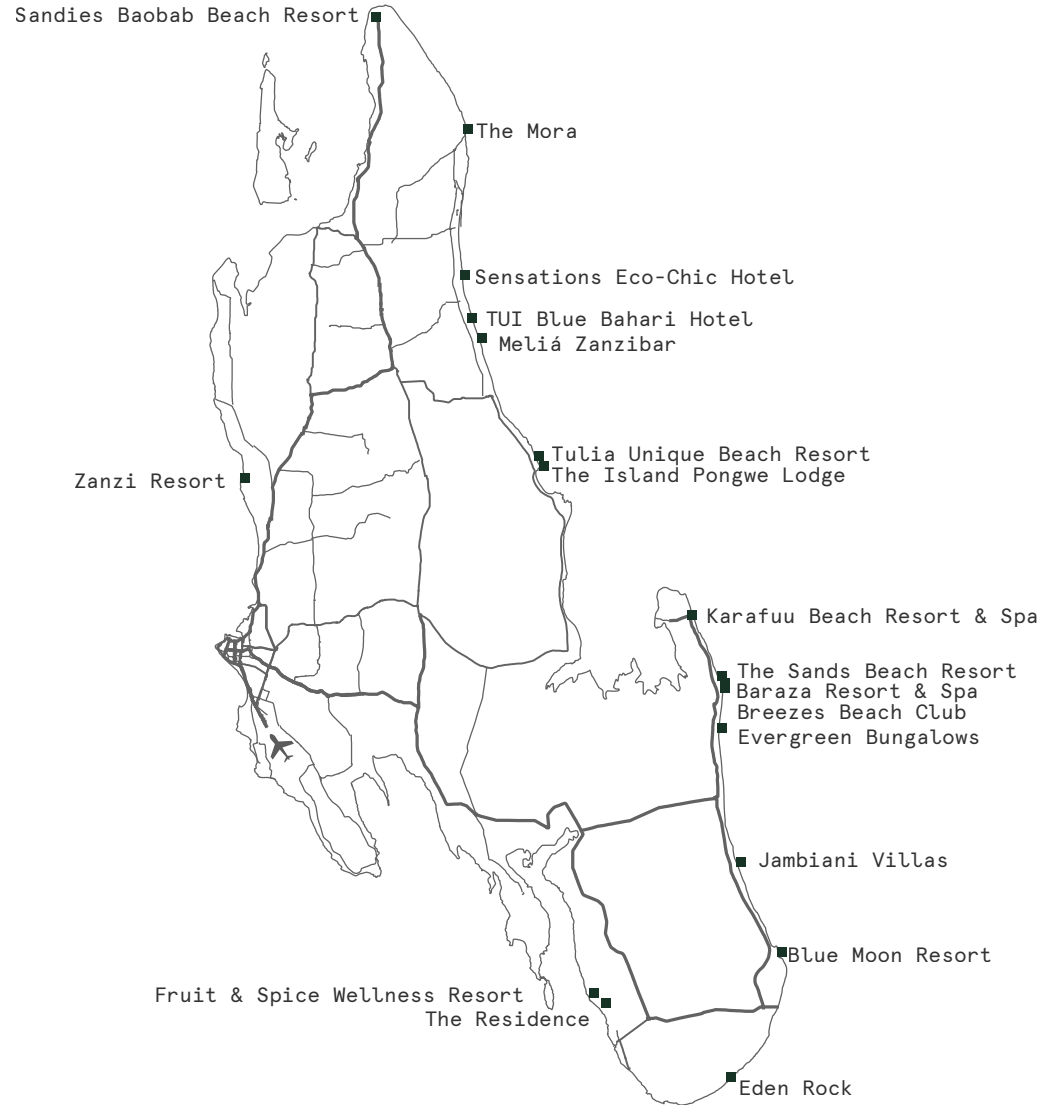 Sandies Baobab Beach Resort
The Mora
Sensations Eco-Chic Hotel
TUI Blue Bahari Hotel
Meliá Zanzibar
Tulia Unique Beach Resort
The Island Pongwe Lodge
Zanzi Resort
Karafuu Beach Resort & Spa
The Sands Beach Resort
Baraza Resort & Spa
Breezes Beach Club
Evergreen Bungalows
Jambiani Villas
Blue Moon Resort
Fruit & Spice Wellness Resort
The Residence
Eden Rock